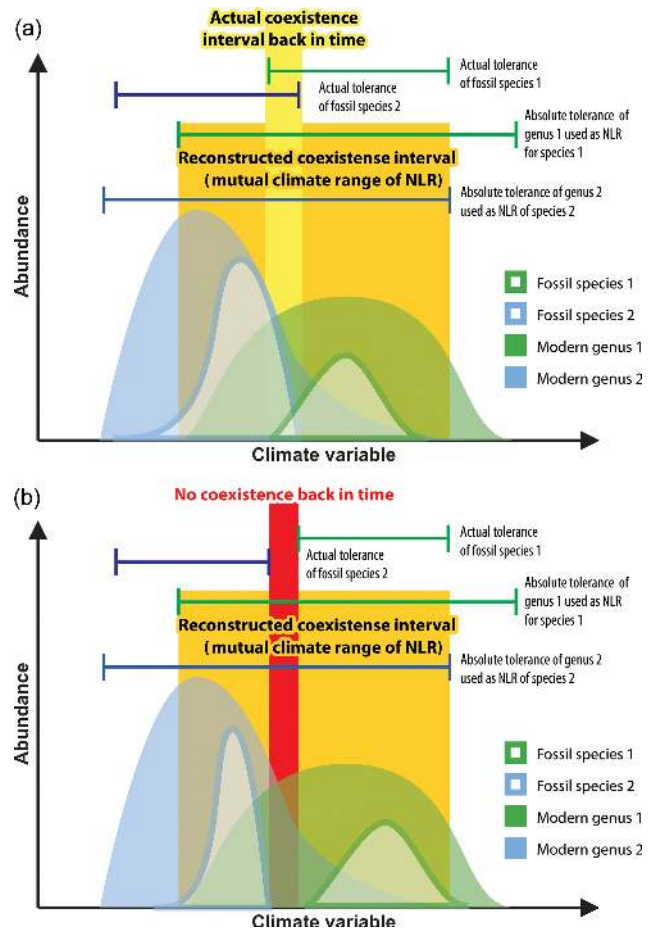 (a)
Actual coexistence
interval back in time
Actual tolerance
of fossil species 1
Actual tolerance
of fossil species 2
Absolute tolerance of
genus 1 used as NLR
for species 1
Reconstructed coexistense interval
(mutual climate range of NLR)
Absolute tolerance of genus 2
used as NLR of species 2
Abundance
Fossil species 1
Fossil species 2
Modern genus 1
Modern genus 2
Climate variable
(b)
No coexistence back in time
Actual tolerance
of fossil species 1
Actual tolerance
of fossil species 2
Absolute tolerance of
genus 1 used as NLR
for species 1
Reconstructed coexistense interval
(mutual climate range of NLR)
Absolute tolerance of genus 2
used as NLR of species 2
Abundance
Fossil species 1
Fossil species 2
Modern genus 1
Modern genus 2
Climate variable